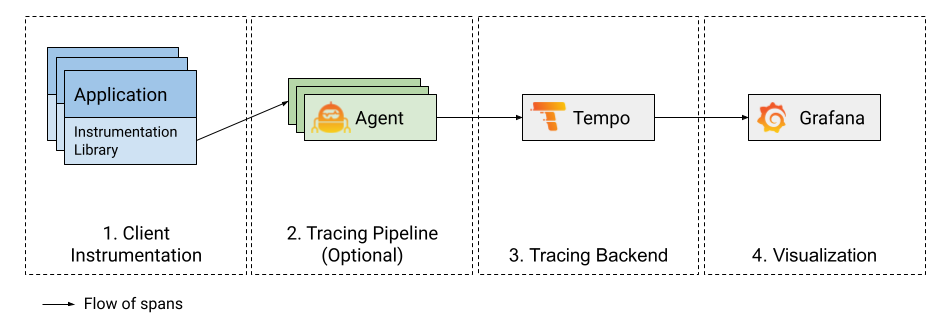 Application
Instrumentation
Library
Agent
Tempo
Grafana
1. Client
Instrumentation
2. Tracing Pipeline
(Optional)
3. Tracing Backend
4. Visualization
Flow of spans